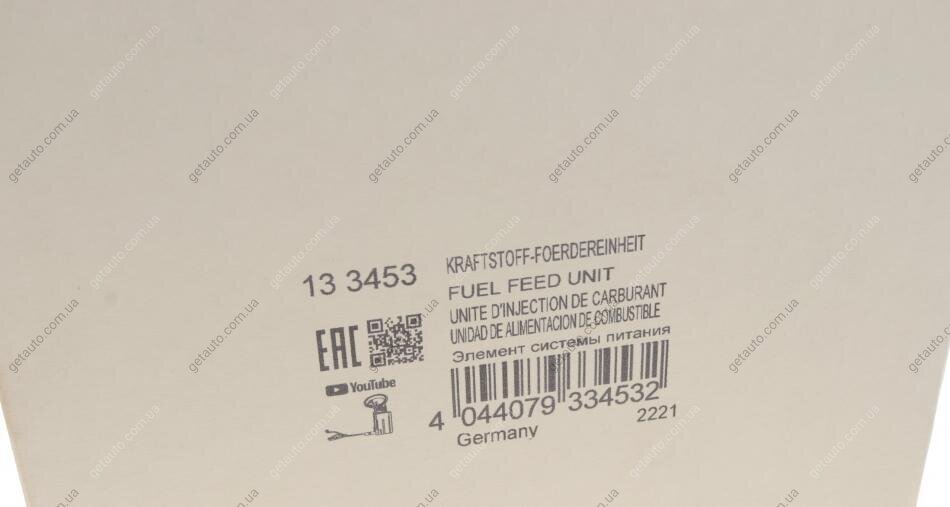 13 3453
KRAFTSTOFF-FOERDEREINHEIT
FUEL FEED UNIT
UNITE D'INJECTION DE CARBURANT
UNIDAD DE ALIMENTACION DE COMBUSTIBLE
Элемент системы питания
EAC
YouTube
4 044079 334532
Germany
2221
getauto.com.ua